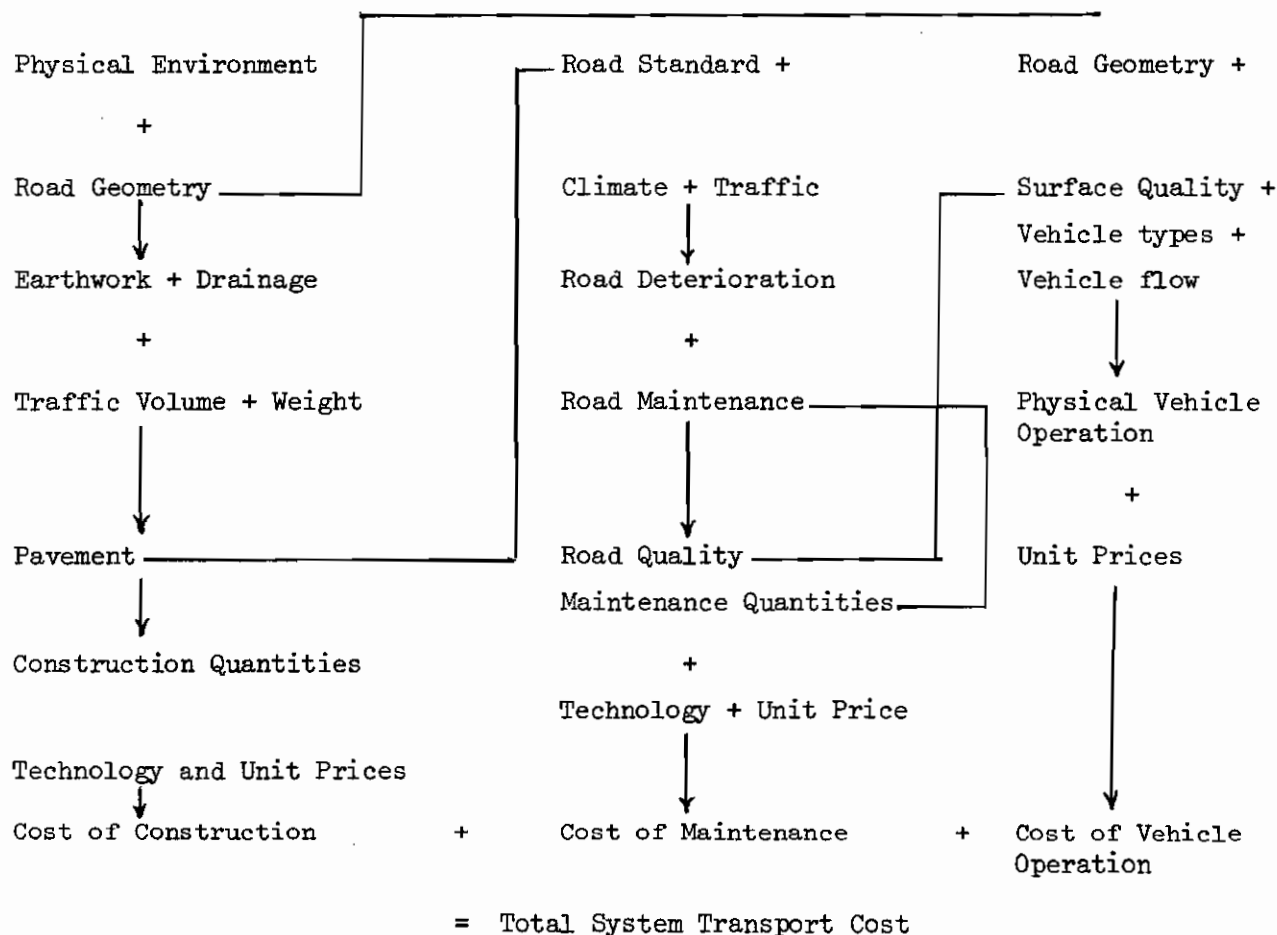 Physical Environment
+
Road Geometry
Earthwork + Drainage
+
Traffic Volume + Weight
Pavement
Construction Quantities
Technology and Unit Prices
Cost of Construction
+
Road Standard +
Climate + Traffic
Road Deterioration
+
Road Maintenance
Road Quality
Maintenance Quantities
+
Technology + Unit Price
Cost of Maintenance
+
Road Geometry +
Surface Quality +
Vehicle types +
Vehicle flow
Physical Vehicle
Operation
+
Unit Prices
Cost of Vehicle
Operation
= Total System Transport Cost